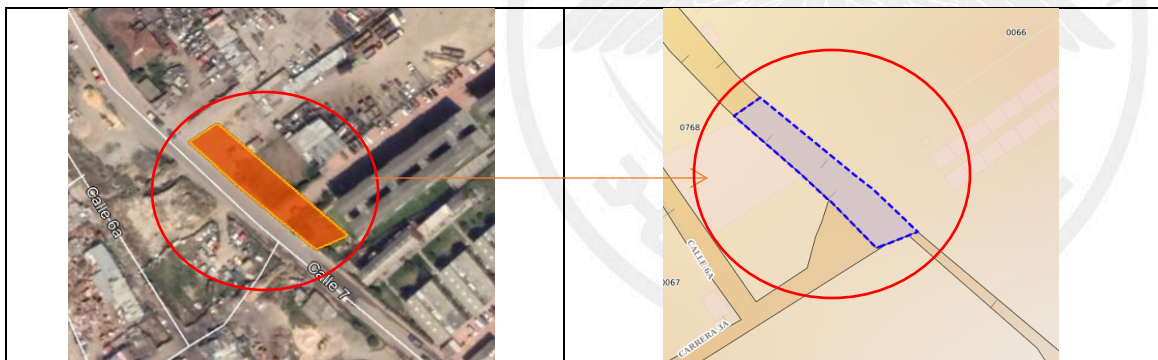 Calle 6a
Calle 7
0066
0768
CALLE 6A
0067
CARRERA 3A